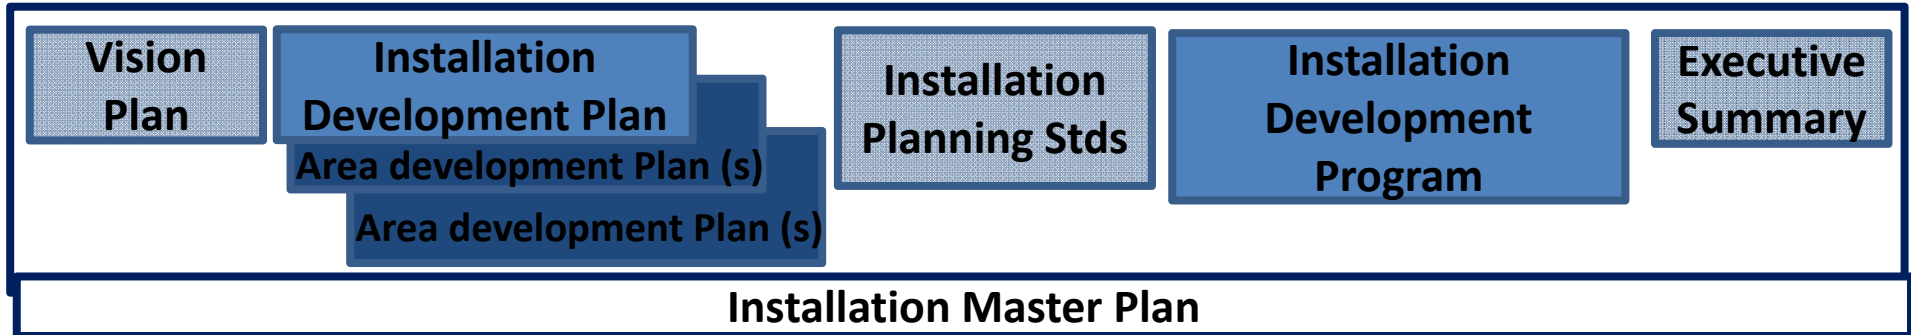 Vision
Plan
Installation
Development Plan
Area development Plan (s)
Area development Plan (s)
Installation
Planning Stds
Installation
Development
Program
Executive
Summary
Installation Master Plan